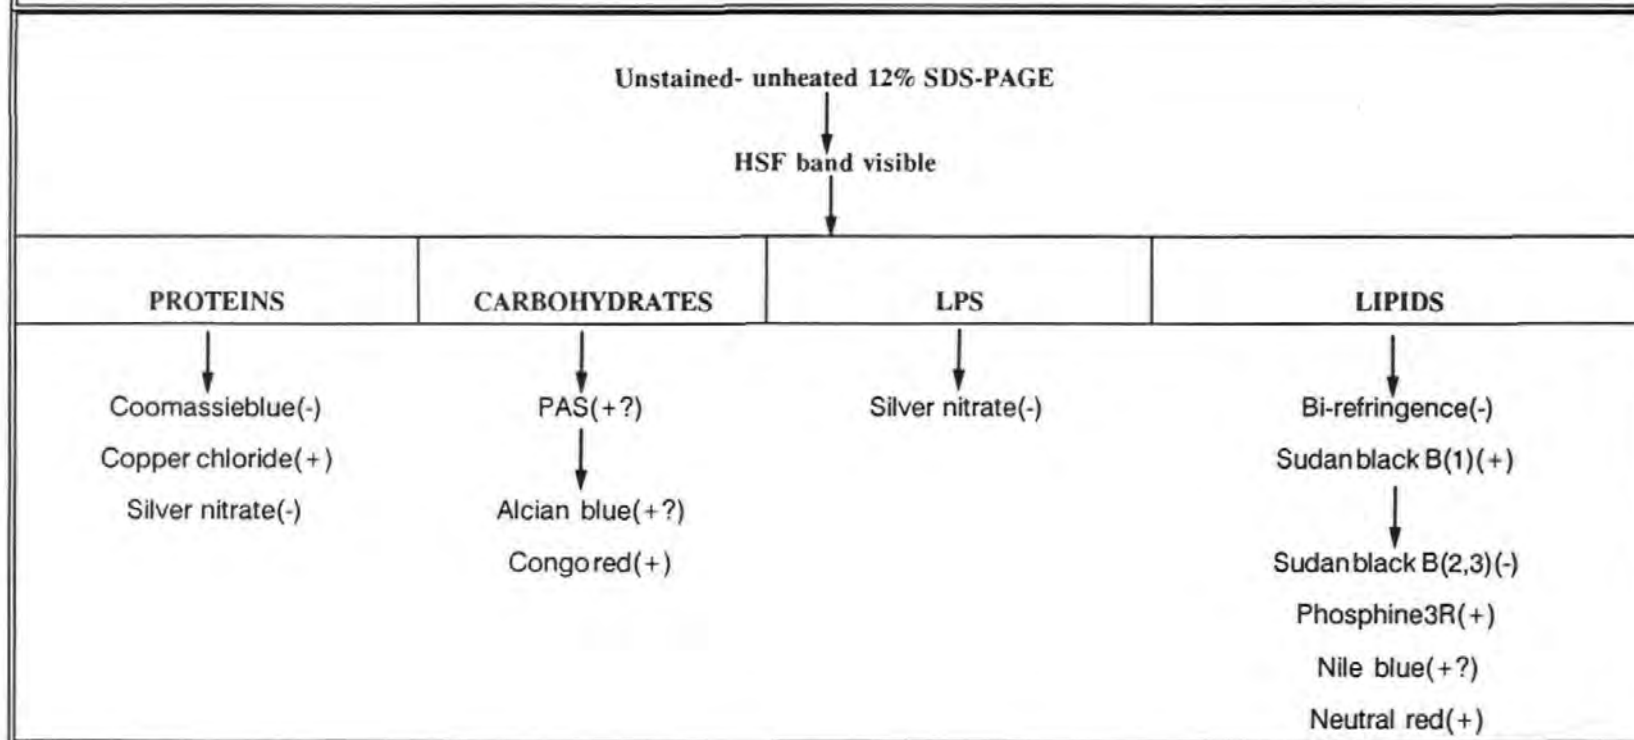 Unstained- unheated 12% SDS-PAGE
HSF band visible
PROTEINS
CARBOHYDRATES
LPS
LIPIDS
Coomassieblue(-)
PAS(+?)
Silver nitrate(-)
Bi-refringence(-)
Copper chloride(+)
Sudanblack B(1)(+)
Silver nitrate(-)
Alcian blue(+?)
Congored(+)
Sudanblack B(2,3)(-)
Phosphine3R(+)
Nile blue(+?)
Neutral red(+)